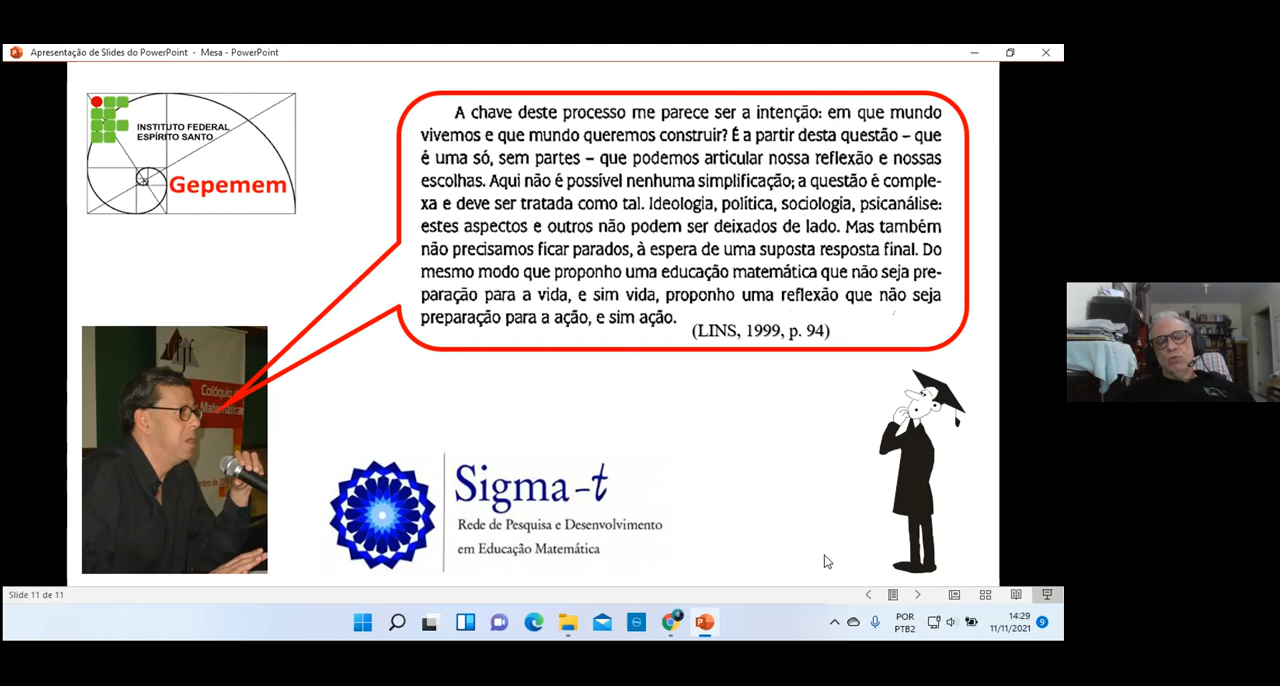 Apresentação de Slides do PowerPoint - Mesa - PowerPoint
INSTITUTO FEDERAL
ESPÍRITO SANTO
Gepemem
A chave deste processo me parece ser a intenção: em que mundo
vivemos e que mundo queremos construir? É a partir desta questão – que
é uma só, sem partes – que podemos articular nossa reflexão e nossas
escolhas. Aqui não é possível nenhuma simplificação; a questão é comple-
xa e deve ser tratada como tal. Ideologia, política, sociologia, psicanálise:
estes aspectos e outros não podem ser deixados de lado. Mas também
não precisamos ficar parados, à espera de uma suposta resposta final. Do
mesmo modo que proponho uma educação matemática que não seja pre-
paração para a vida, e sim vida, proponho uma reflexão que não seja
preparação para a ação, e sim ação.
(LINS, 1999, p. 94)
ufjf
Colóquio
Matemática
Sigma-t
Rede de Pesquisa e Desenvolvimento
em Educação Matemática
Slide 11 de 11
POR
PTB2
14:29
11/11/2021
9